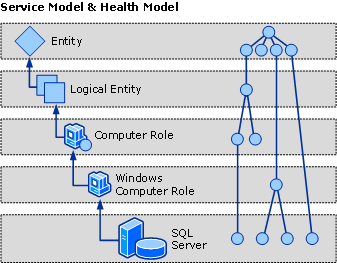 Service Model & Health Model
Entity
Logical Entity
Computer Role
Windows
Computer Role
SQL
Server